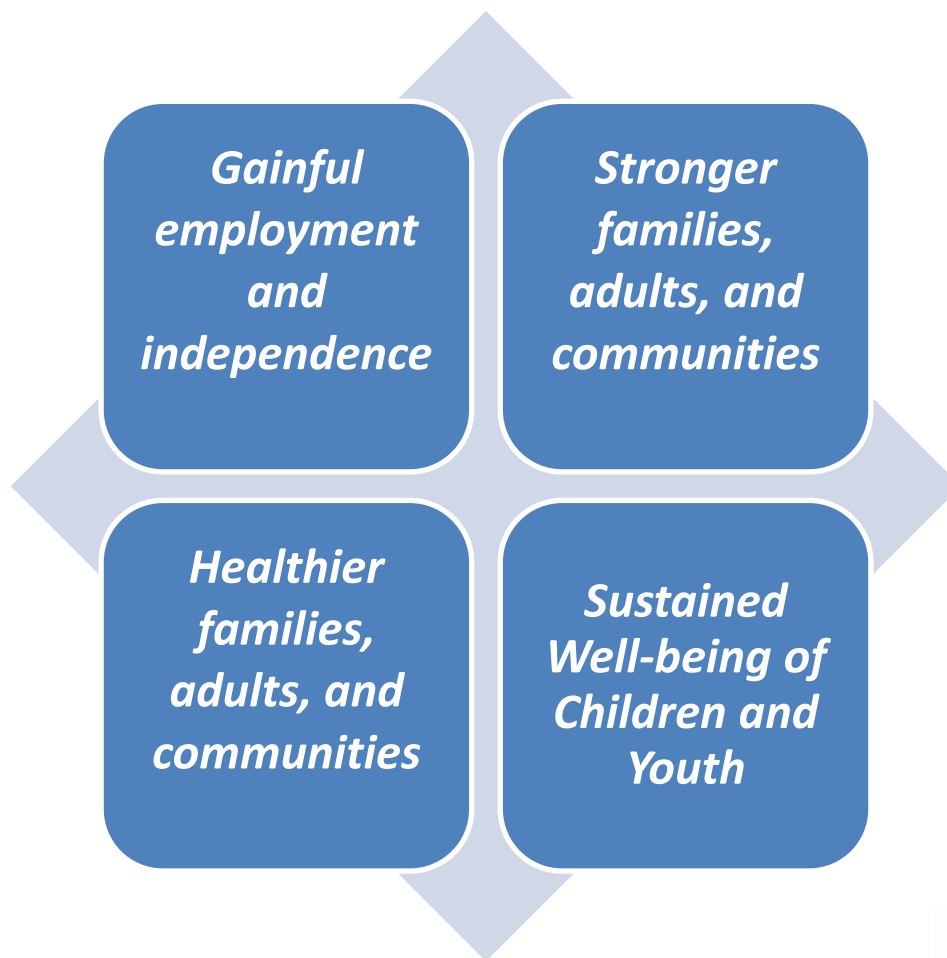 Gainful
employment
and
independence
Stronger
families,
adults, and
communities
Healthier
families,
adults, and
communities
Sustained
Well-being of
Children and
Youth